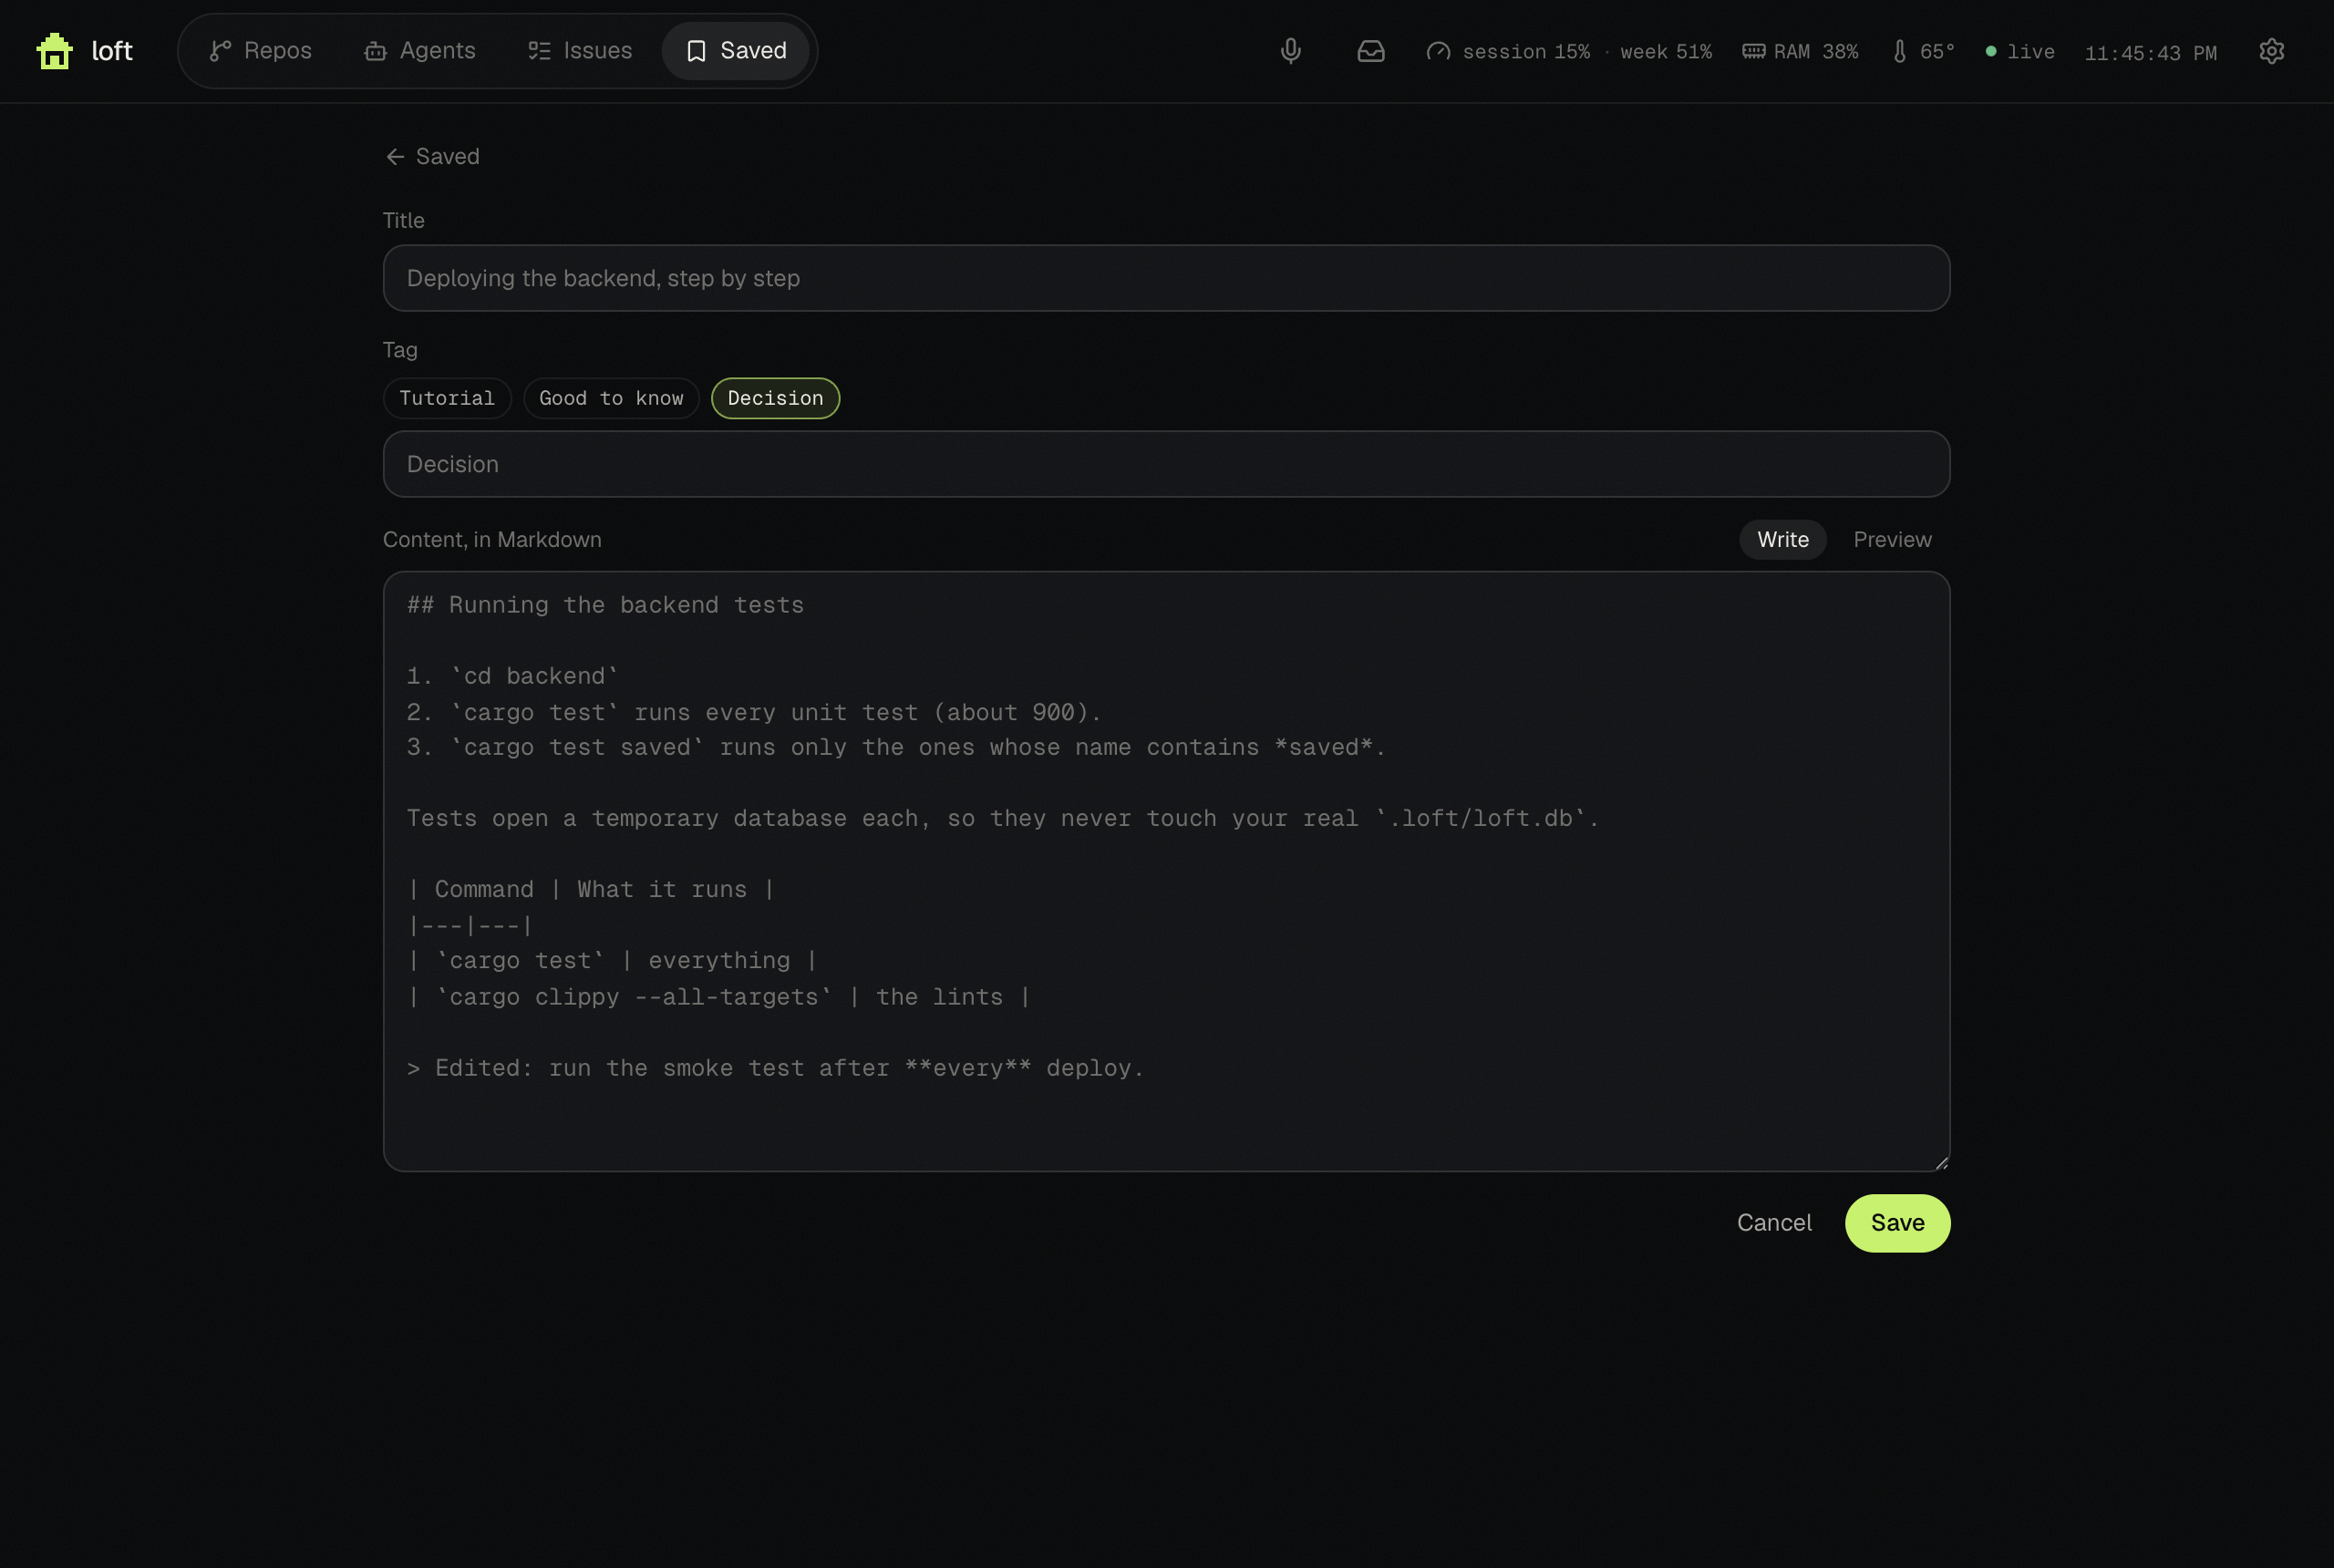 loft
Repos
Agents
Issues
Saved
session 15% · week 51%
RAM 38%
65°
live
11:45:43 PM
← Saved
Title
Deploying the backend, step by step
Tag
Tutorial
Good to know
Decision
Decision
Content, in Markdown
Write
Preview
## Running the backend tests
1. `cd backend`
2. `cargo test` runs every unit test (about 900).
3. `cargo test saved` runs only the ones whose name contains *saved*.
Tests open a temporary database each, so they never touch your real `.loft/loft.db`.
| Command | What it runs |
|---|---|
| `cargo test` | everything |
| `cargo clippy --all-targets` | the lints |
> Edited: run the smoke test after **every** deploy.
Cancel
Save